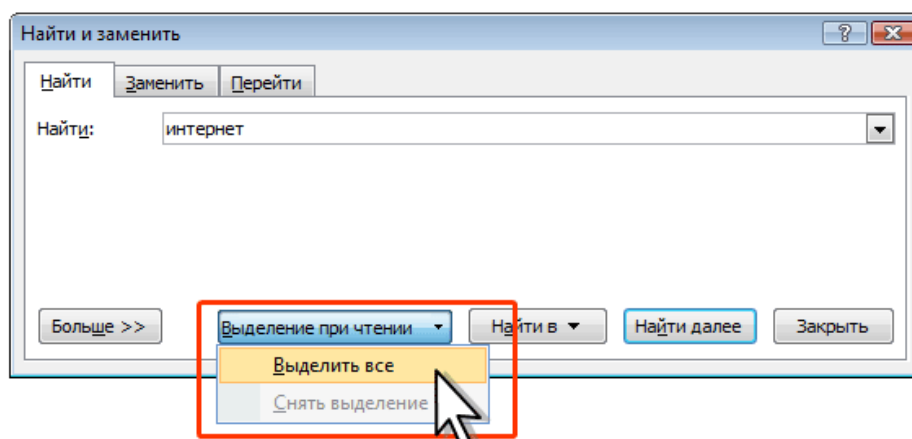 Найти и заменить
Найти Заменить Перейти
Найти: интернет
Больше >> Выделение при чтении Найти в Найти далее Закрыть
Выделить все
Снять выделение